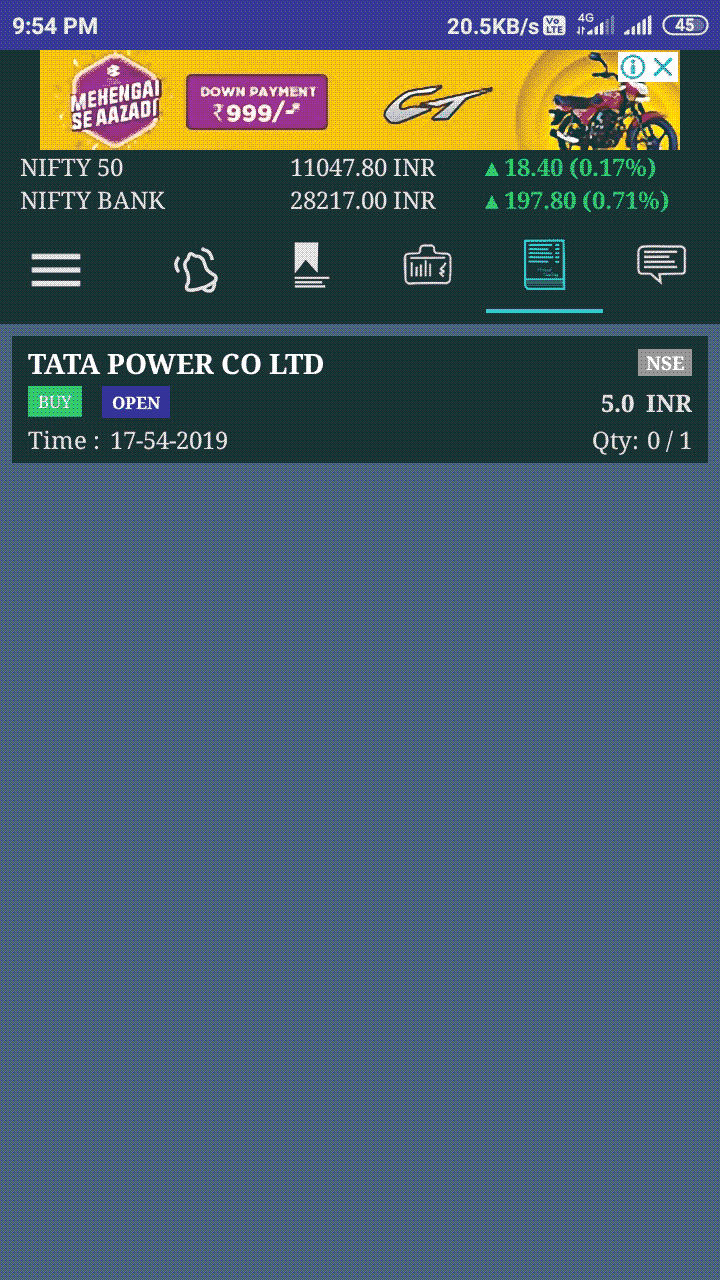 9:54 PM 20.5KB/s Vo LTE 4G 45
MEHENGAI SE AAZADI
DOWN PAYMENT
₹999/-
CT
NIFTY 50 11047.80 INR ▲18.40 (0.17%)
NIFTY BANK 28217.00 INR ▲197.80 (0.71%)
TATA POWER CO LTD NSE
BUY OPEN 5.0 INR
Time : 17-54-2019 Qty: 0 / 1